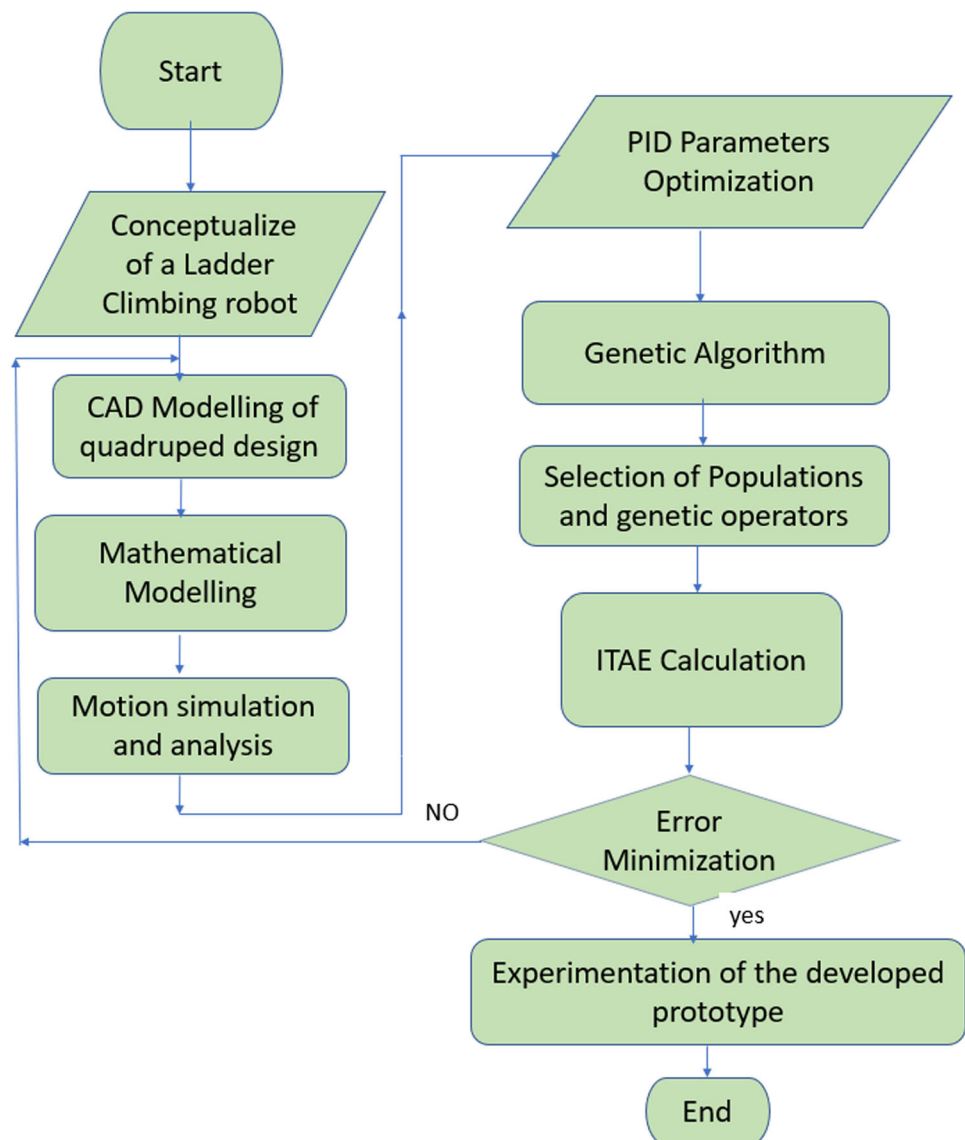 Start
Conceptualize
of a Ladder
Climbing robot
CAD Modelling of
quadruped design
Mathematical
Modelling
Motion simulation
and analysis
PID Parameters
Optimization
Genetic Algorithm
Selection of Populations
and genetic operators
ITAE Calculation
Error
Minimization
NO
yes
Experimentation of the developed
prototype
End